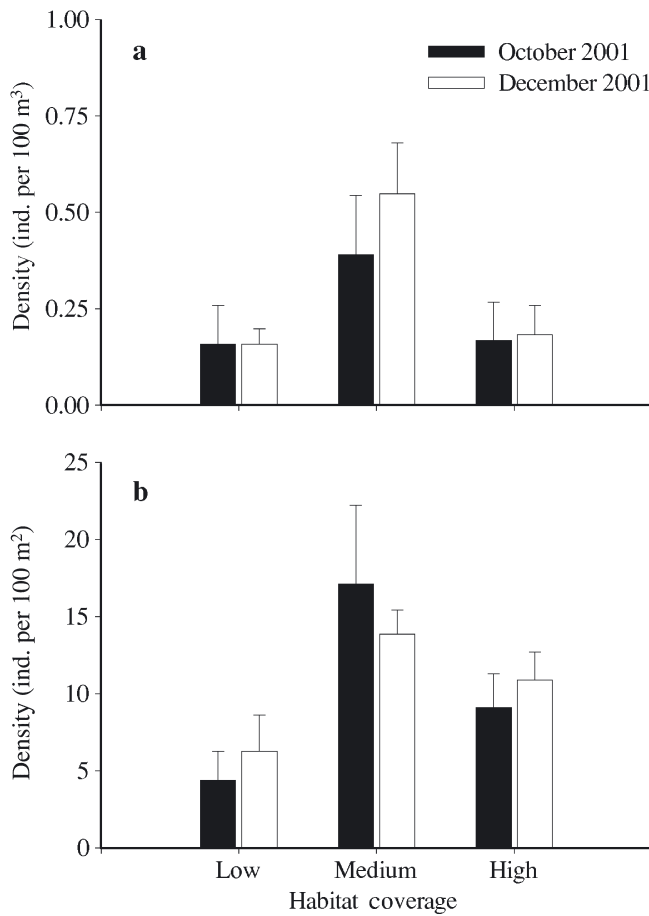 a
October 2001
December 2001
1.00
0.75
0.50
0.25
0.00
Density (ind. per 100 m³)
b
25
20
15
10
5
0
Density (ind. per 100 m²)
Low Medium High
Habitat coverage